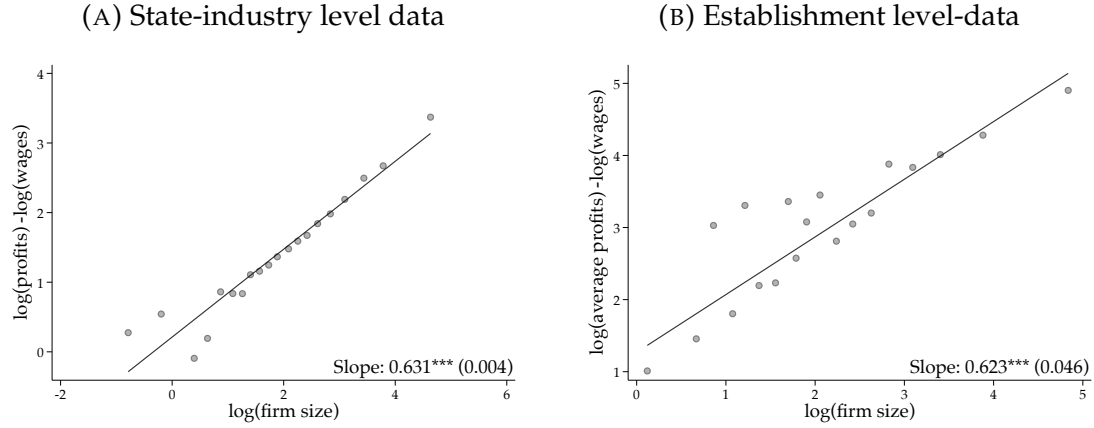 (A) State-industry level data
log(profits) -log(wages)
4
3
2
1
0
Slope: 0.631*** (0.004)
-2 0 2 4 6
log(firm size)
(B) Establishment level-data
log(average profits) -log(wages)
5
4
3
2
1
Slope: 0.623*** (0.046)
0 1 2 3 4 5
log(firm size)